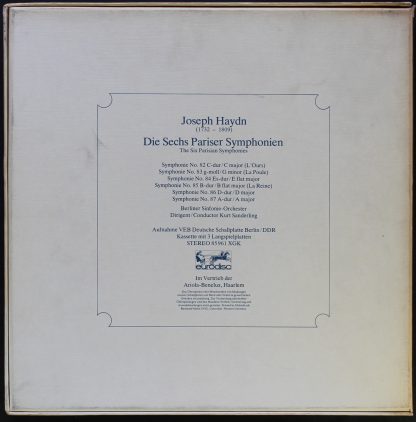 Joseph Haydn
(1732 – 1809)
Die Sechs Pariser Symphonien
The Six Parisian Symphonies
Symphonie No. 82 C-dur/C major (L'Ours)
Symphonie No. 83 g-moll/G minor (La Poule)
Symphonie No. 84 Es-dur/E flat major
Symphonie No. 85 B-dur/B flat major (La Reine)
Symphonie No. 86 D-dur/D major
Symphonie No. 87 A-dur/A major
Berliner Sinfonie-Orchester
Dirigent/Conductor Kurt Sanderling
Aufnahme VEB Deutsche Schallplatte Berlin/DDR
Kassette mit 3 Langspielplatten
STEREO 85961 XGK
eurodisc
Im Vertrieb der
Ariola-Benelux, Haarlem